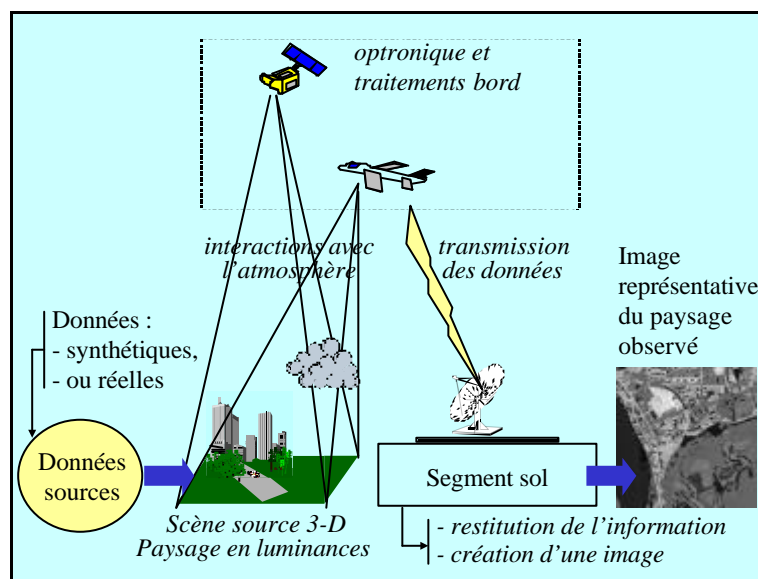 optronique et
traitements bord
interactions avec
l'atmosphère
transmission
des données
Image
représentative
du paysage
observé
Données :
- synthétiques,
- ou réelles
Données
sources
Scène source 3-D
Paysage en luminances
Segment sol
- restitution de l'information
- création d'une image